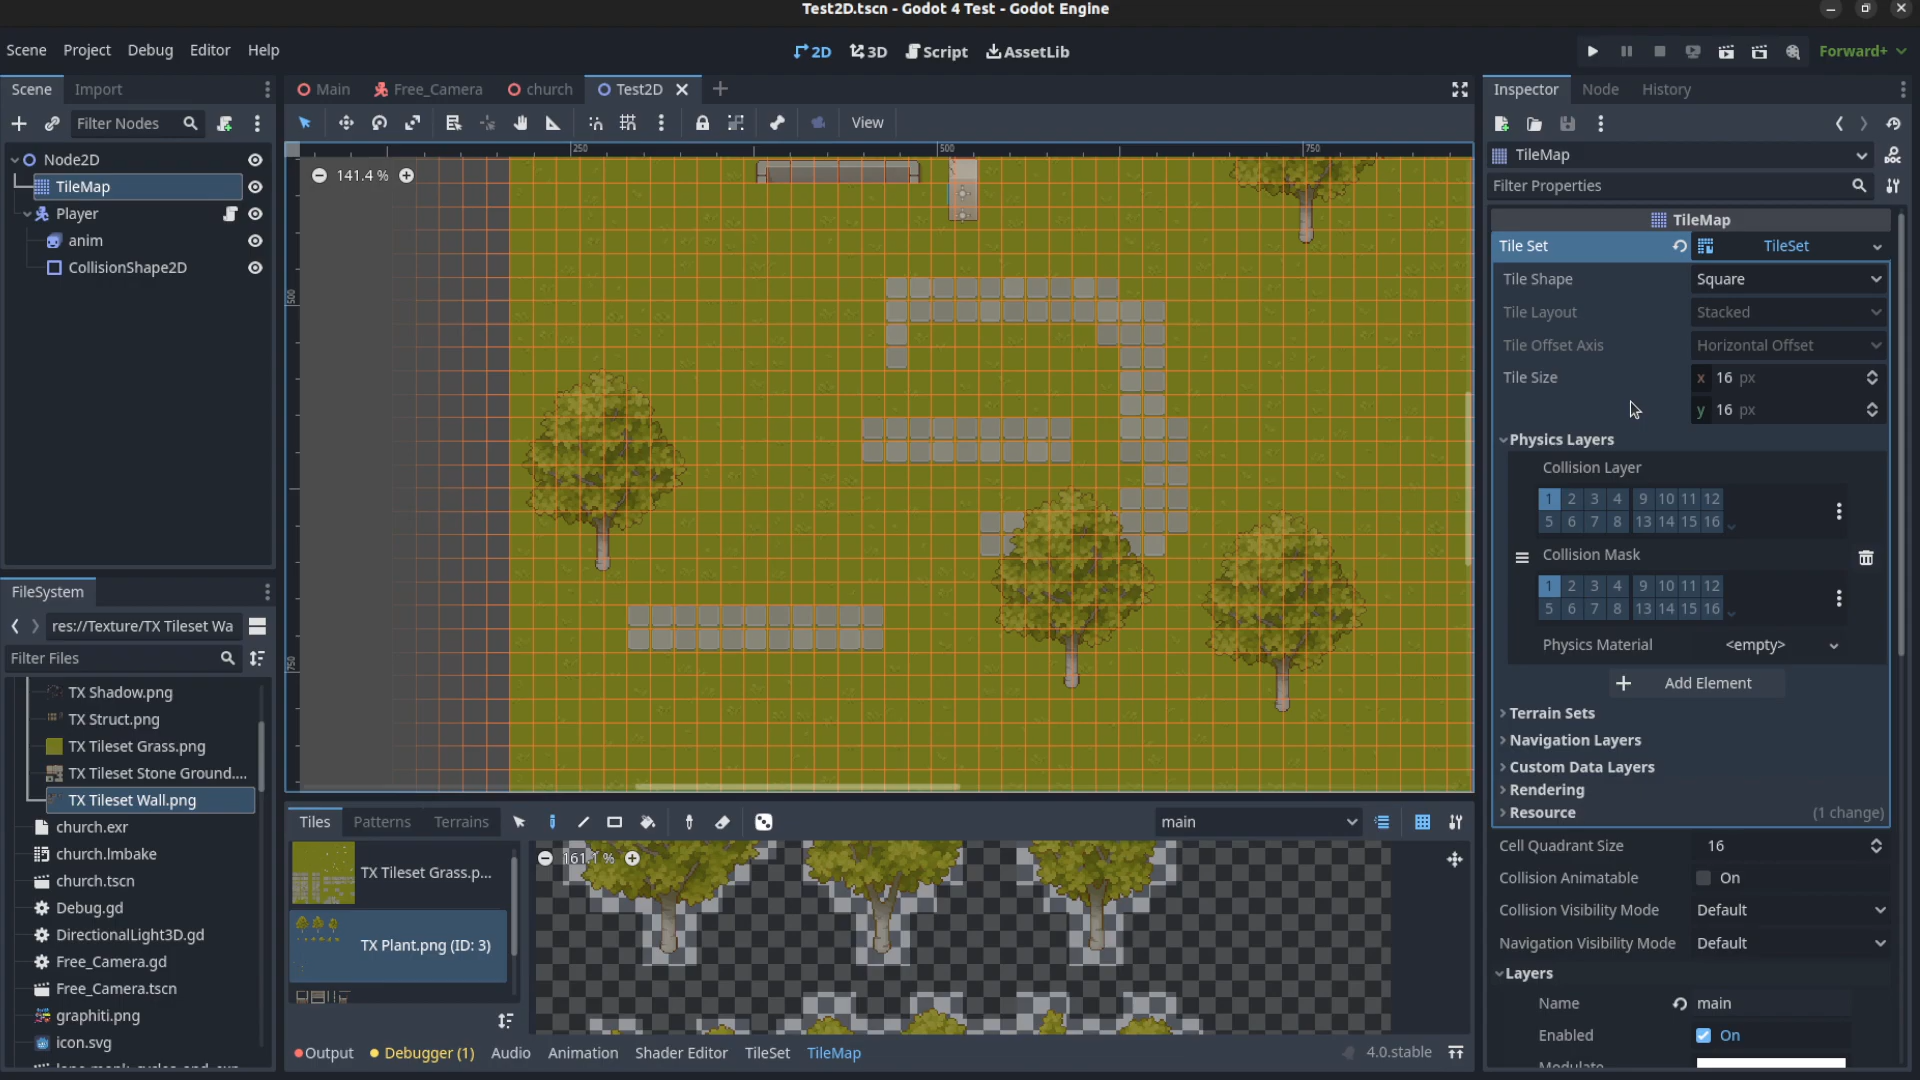 Test2D.tscn - Godot 4 Test - Godot Engine
Scene Project Debug Editor Help
2D 3D Script AssetLib
Forward+
Scene Import
Main Free_Camera church Test2D
Inspector Node History
Filter Nodes
View
Node2D
TileMap
Player
anim
CollisionShape2D
250 500 750
141.4 %
500
750
TileMap
Filter Properties
TileMap
Tile Set TileSet
Tile Shape Square
Tile Layout Stacked
Tile Offset Axis Horizontal Offset
Tile Size x 16 px
y 16 px
Physics Layers
Collision Layer
1 2 3 4 9 10 11 12
5 6 7 8 13 14 15 16
Collision Mask
1 2 3 4 9 10 11 12
5 6 7 8 13 14 15 16
Physics Material <empty>
Add Element
Terrain Sets
Navigation Layers
Custom Data Layers
Rendering
Resource (1 change)
Cell Quadrant Size 16
Collision Animatable On
Collision Visibility Mode Default
Navigation Visibility Mode Default
Layers
Name main
Enabled On
Modulate
FileSystem
res://Texture/TX Tileset Wa
Filter Files
TX Shadow.png
TX Struct.png
TX Tileset Grass.png
TX Tileset Stone Ground....
TX Tileset Wall.png
church.exr
church.lmbake
church.tscn
Debug.gd
DirectionalLight3D.gd
Free_Camera.gd
Free_Camera.tscn
graphiti.png
icon.svg
Tiles Patterns Terrains
main
TX Tileset Grass.p...
TX Plant.png (ID: 3)
161.1 %
Output Debugger (1) Audio Animation Shader Editor TileSet TileMap
4.0.stable